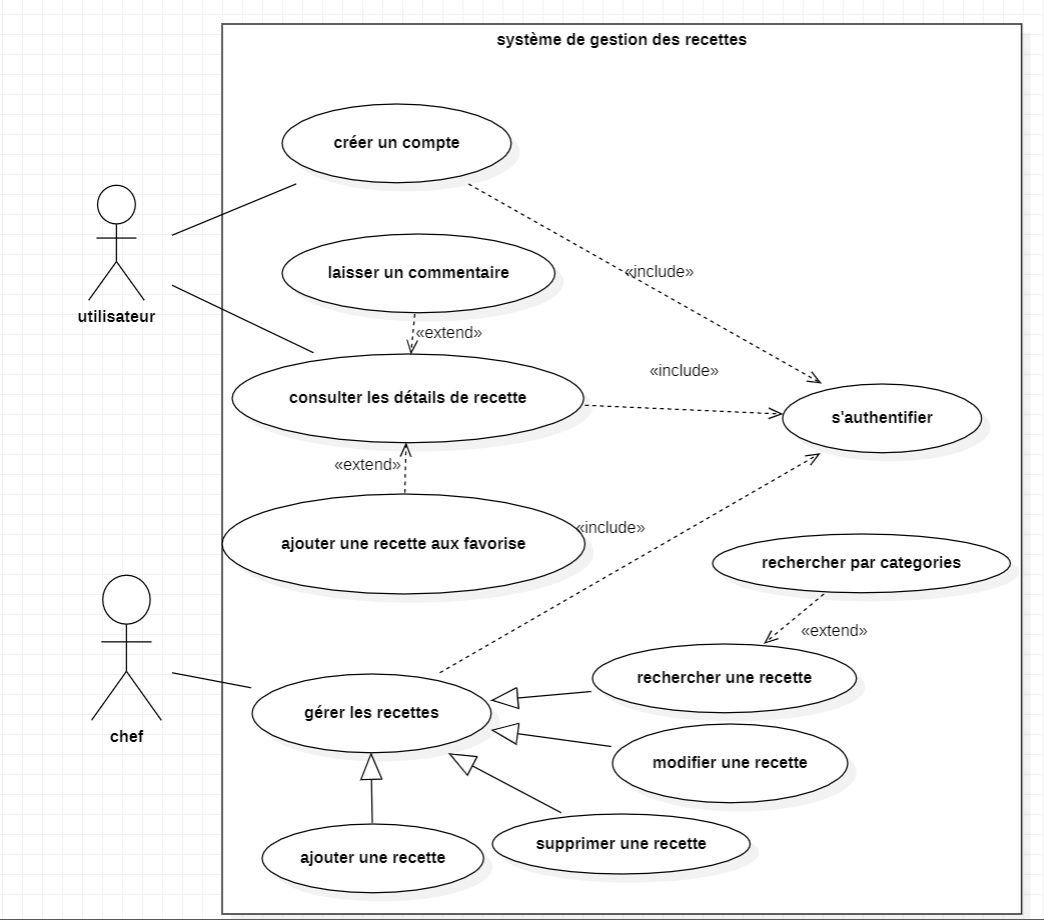 système de gestion des recettes
créer un compte
laisser un commentaire
«include»
utilisateur
«extend»
«include»
consulter les détails de recette
s'authentifier
«extend»
«include»
ajouter une recette aux favorise
rechercher par categories
«extend»
rechercher une recette
gérer les recettes
chef
modifier une recette
supprimer une recette
ajouter une recette